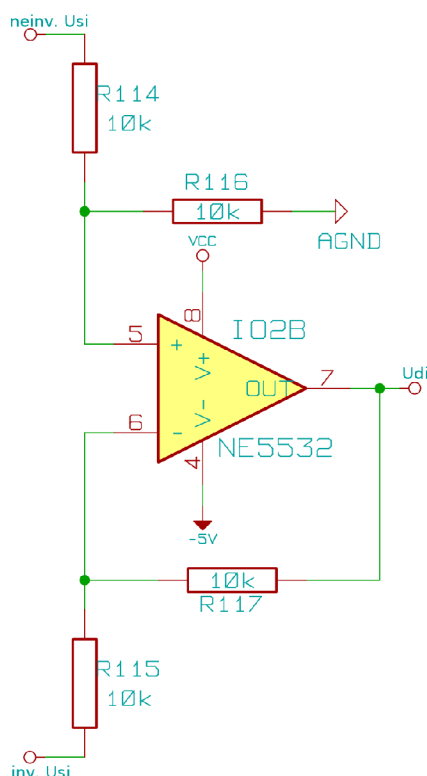 neinv. Usi
R114
10k
R116
10k
AGND
VCC
8
IO2B
5
+
V+
OUT
7
Udi
6
-
V-
4
NE5532
-5V
10k
R117
R115
10k
inv. Usi